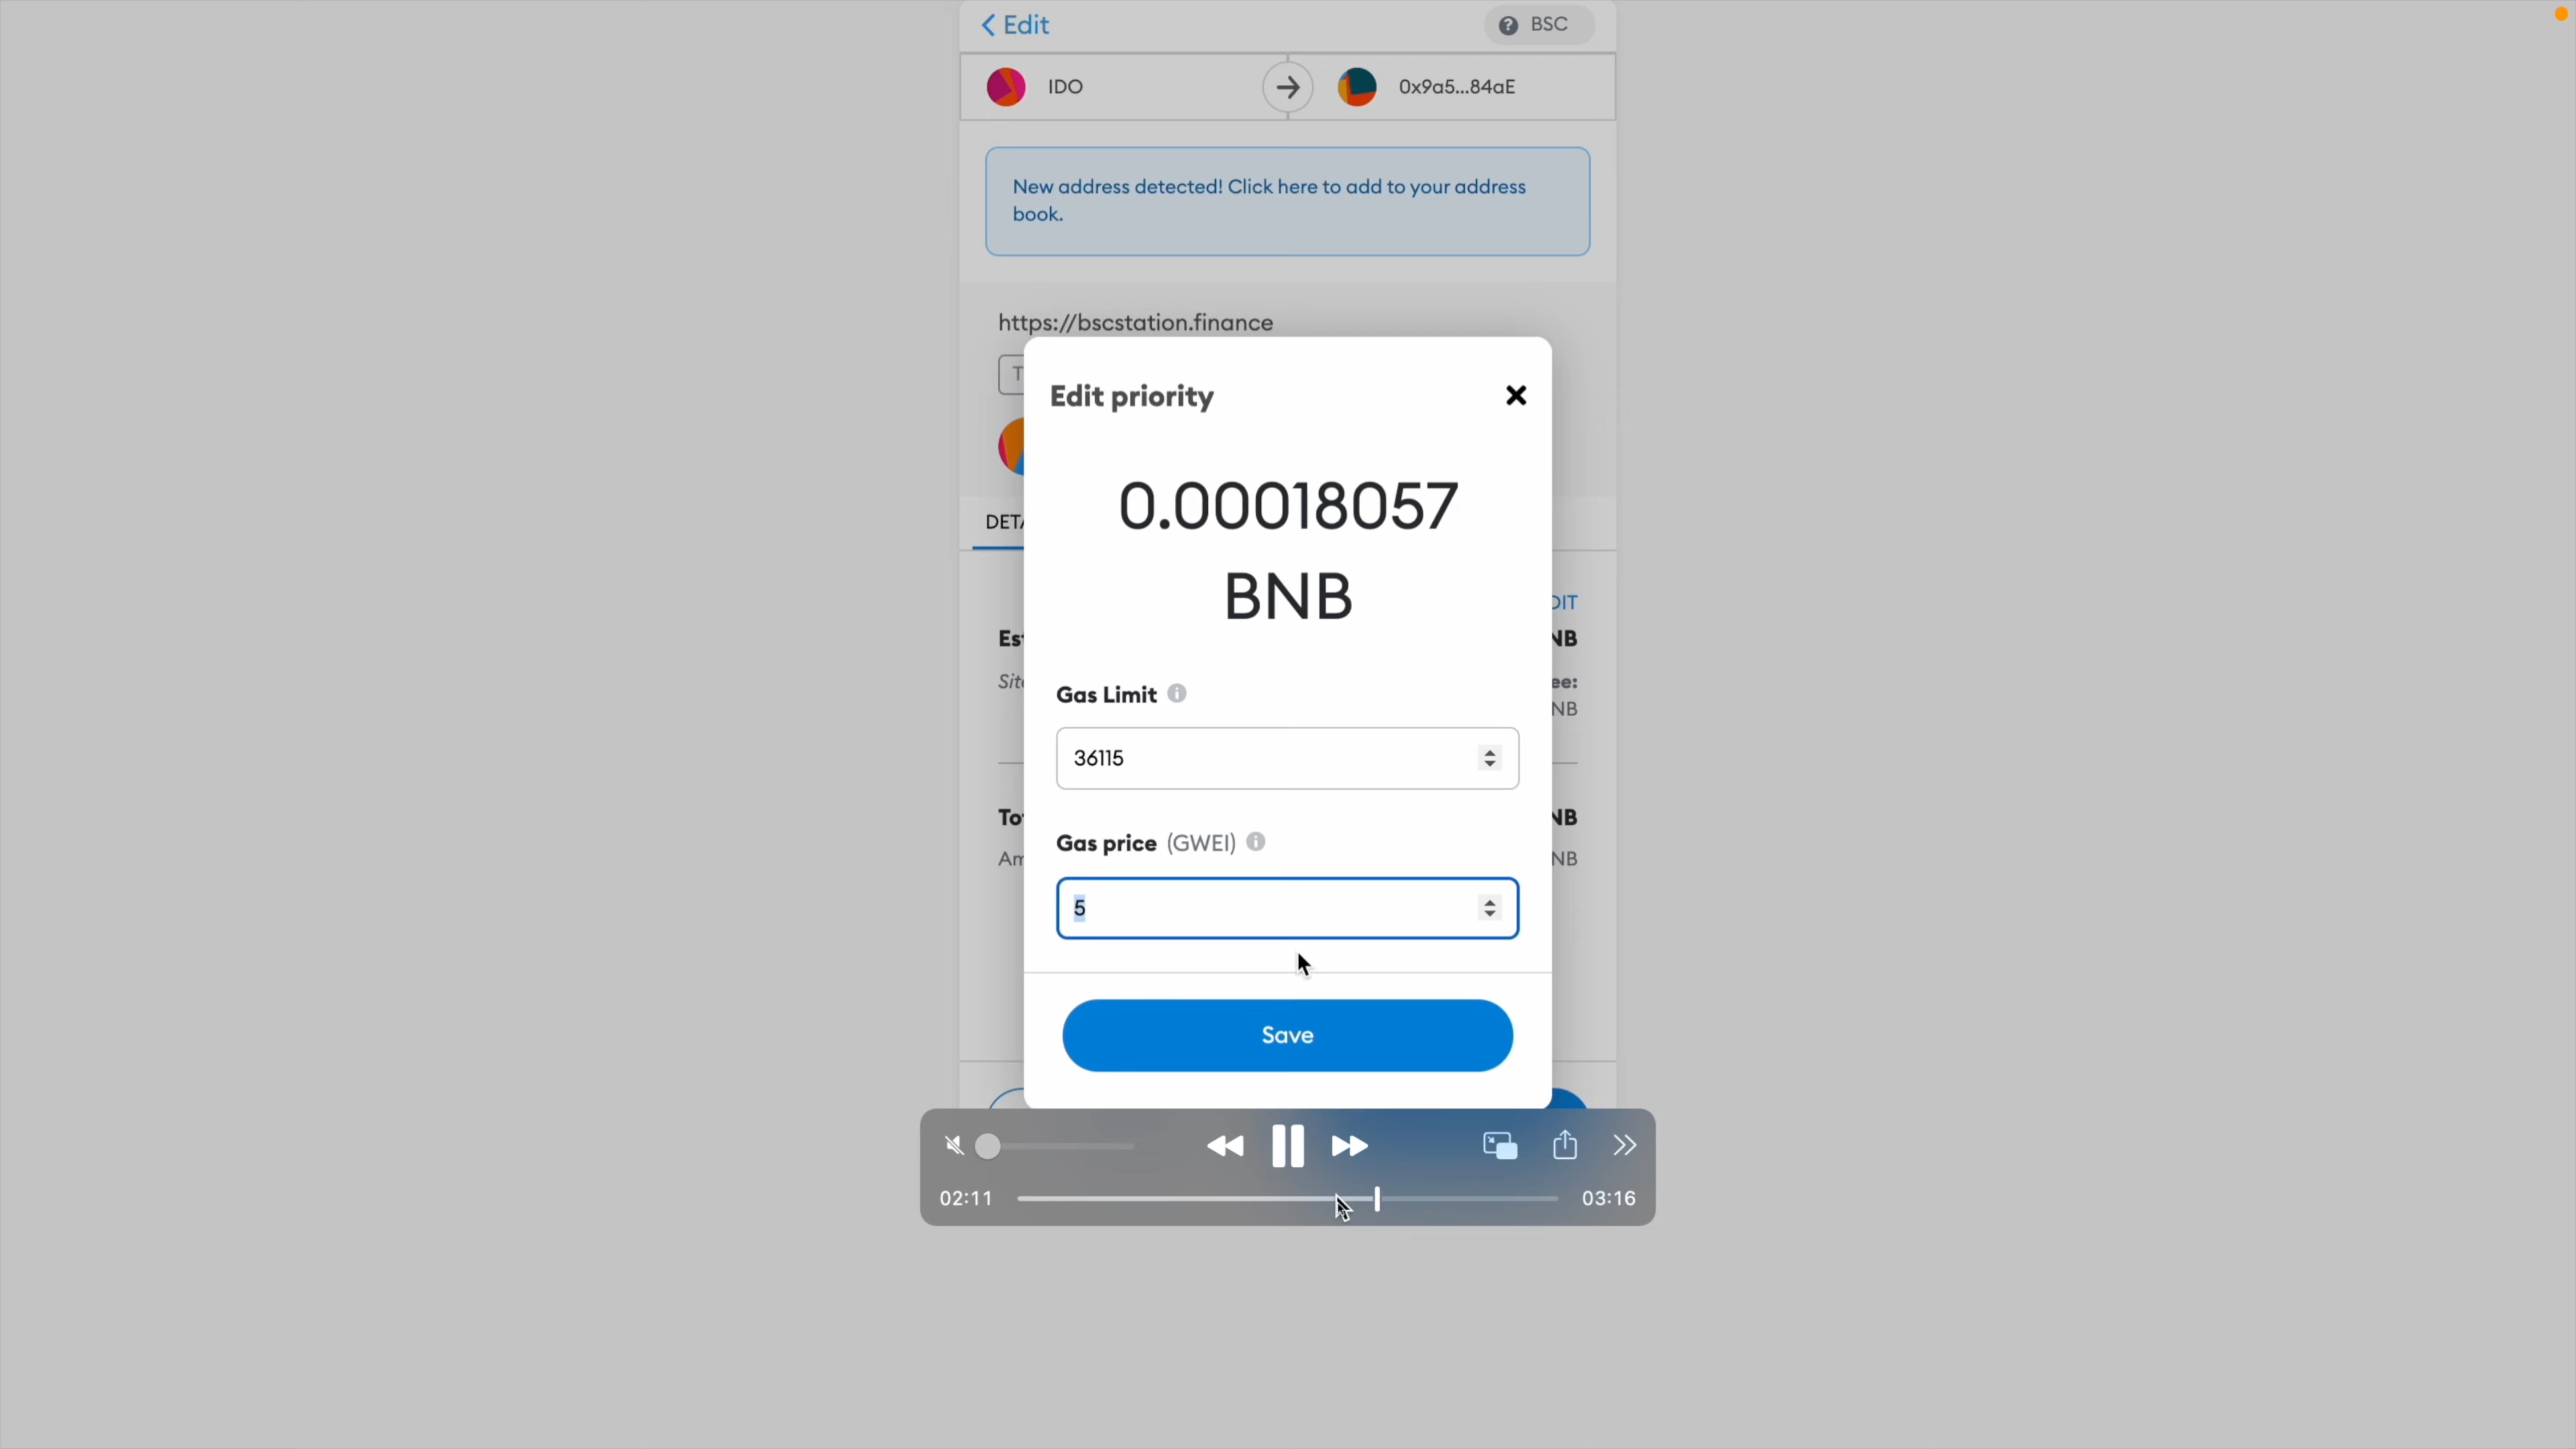 Edit
BSC
IDO
0x9a5...84aE
New address detected! Click here to add to your address
book.
https://bscstation.finance
Edit priority
0.00018057
BNB
Gas Limit
36115
Gas price (GWEI)
5
Save
02:11
03:16